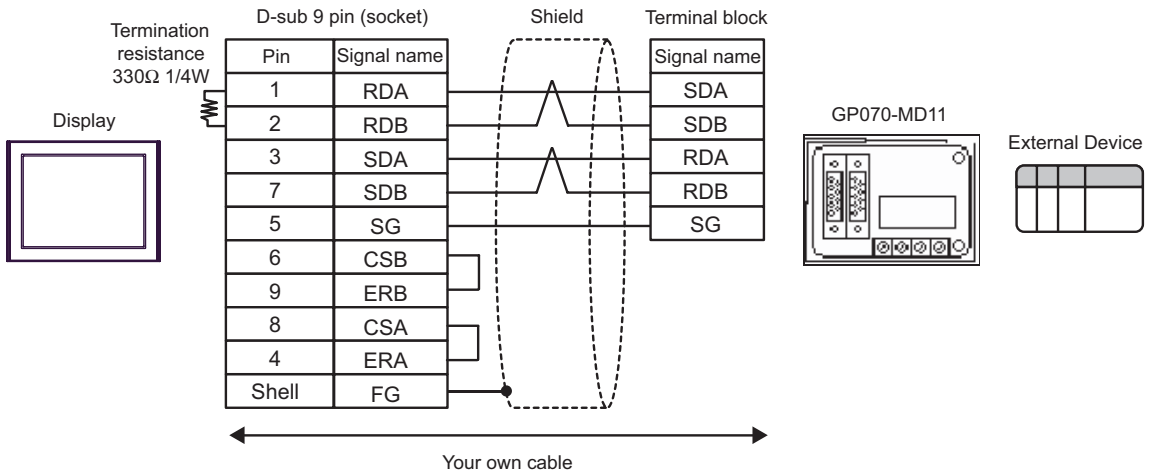 D-sub 9 pin (socket) Shield Terminal block
Termination
resistance
330Ω 1/4W
Pin Signal name Signal name
1 RDA SDA
2 RDB SDB
3 SDA RDA
7 SDB RDB
5 SG SG
6 CSB
9 ERB
8 CSA
4 ERA
Shell FG
Display
GP070-MD11
External Device
Your own cable